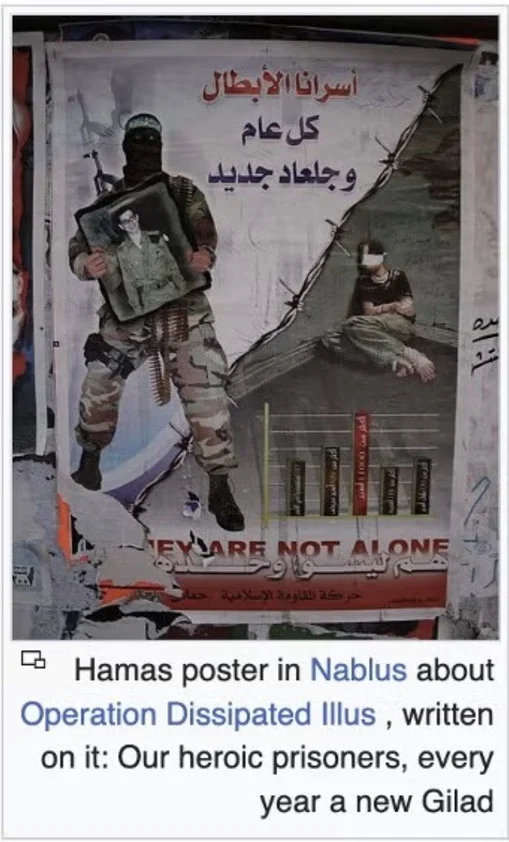 أسرانا الأبطال
كل عام
وجلعاد جديد
EY ARE NOT ALONE
هم ليسوا وحدهم
حركة المقاومة الإسلامية حماس
Hamas poster in Nablus about
Operation Dissipated Illus , written
on it: Our heroic prisoners, every
year a new Gilad